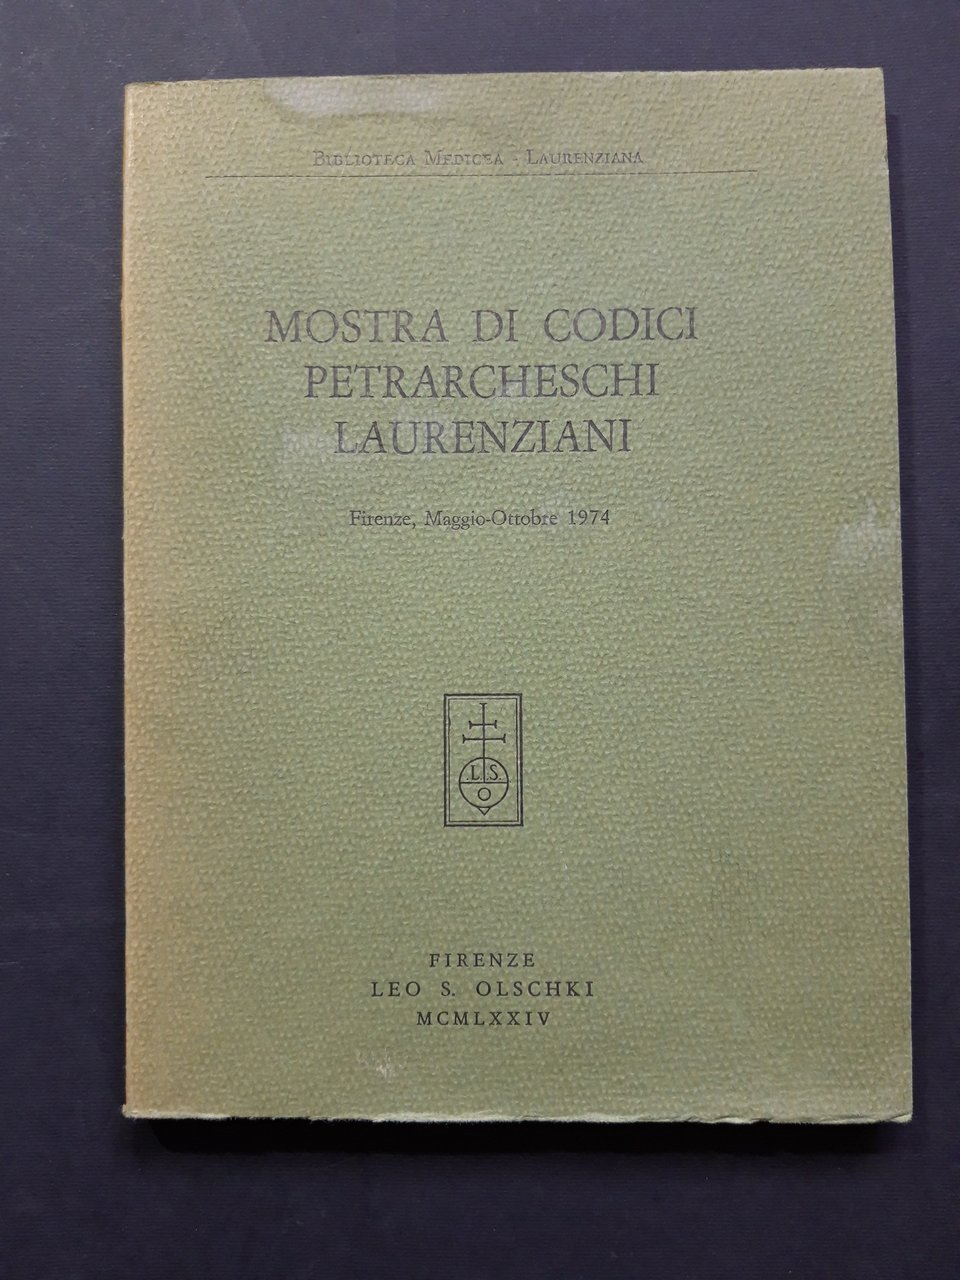 BIBLIOTECA MEDICEA - LAURENZIANA
MOSTRA DI CODICI
PETRARCHESCHI
LAURENZIANI
Firenze, Maggio-Ottobre 1974
.L.S.
O
FIRENZE
LEO S. OLSCHKI
MCMLXXIV